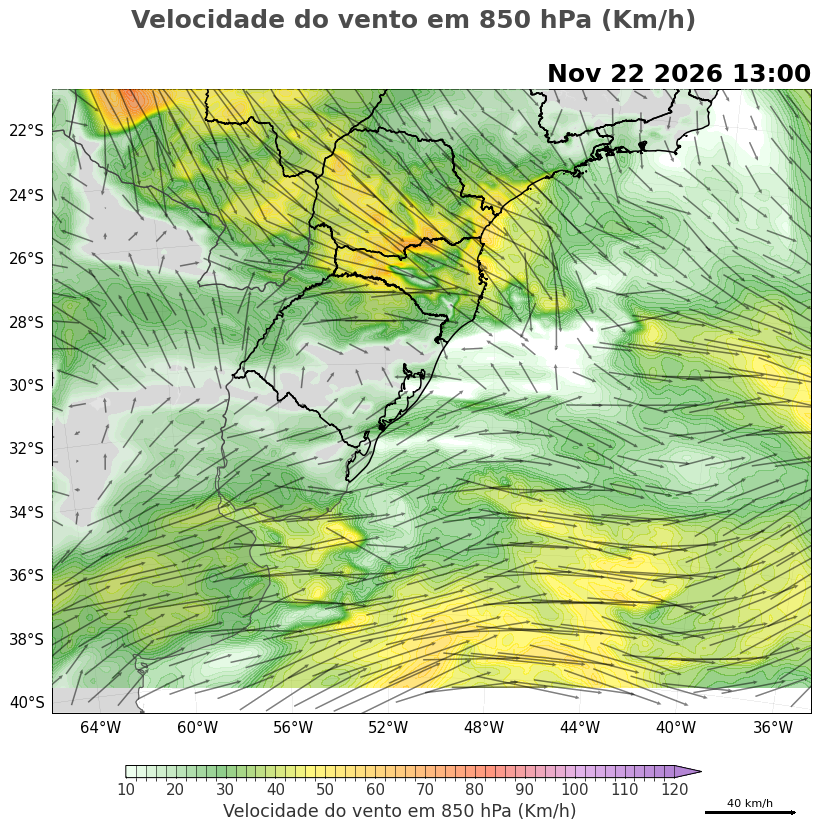 Velocidade do vento em 850 hPa (Km/h)
Nov 22 2026 13:00
22°S
24°S
26°S
28°S
30°S
32°S
34°S
36°S
38°S
40°S
64°W 60°W 56°W 52°W 48°W 44°W 40°W 36°W
10 20 30 40 50 60 70 80 90 100 110 120
Velocidade do vento em 850 hPa (Km/h)
40 km/h